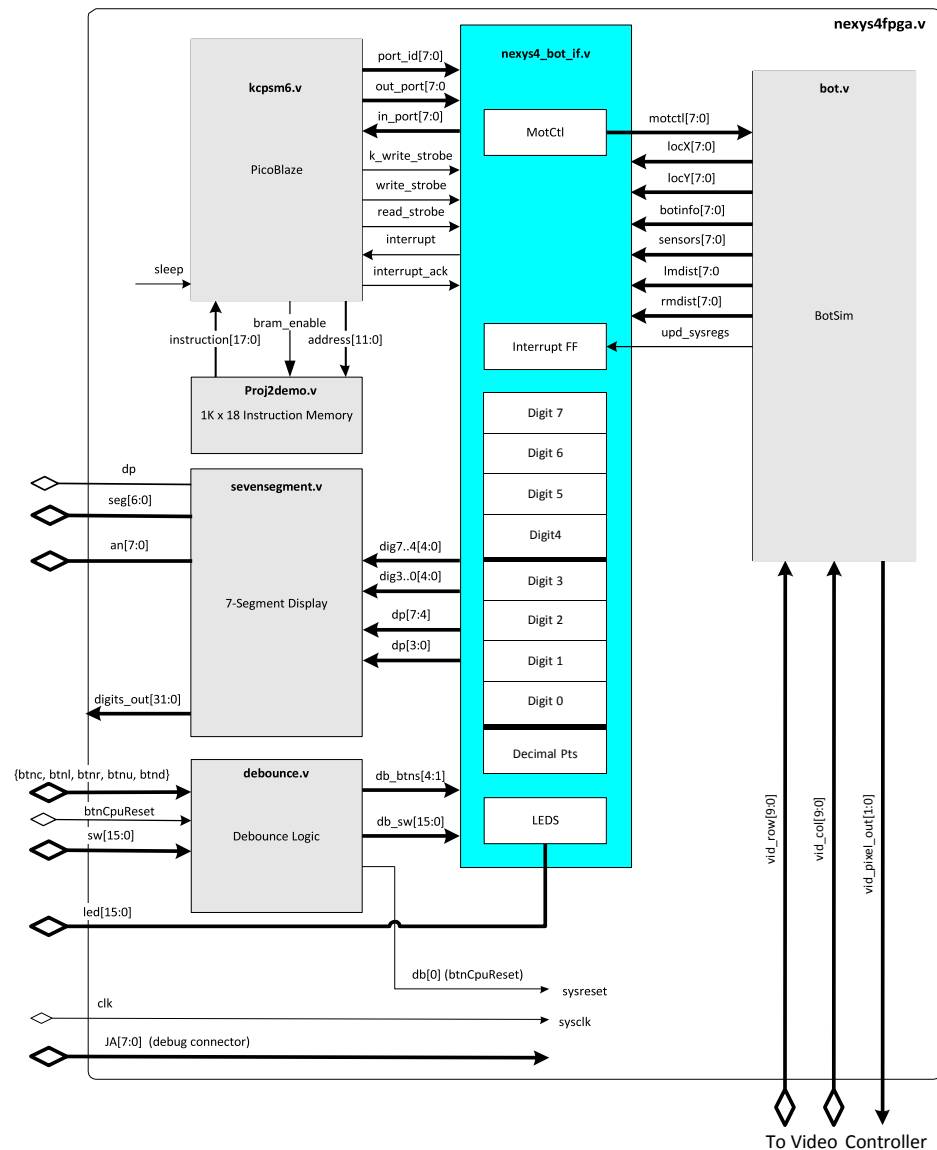 nexys4fpga.v
kcpsm6.v
PicoBlaze
port_id[7:0]
out_port[7:0
in_port[7:0]
k_write_strobe
write_strobe
read_strobe
interrupt
interrupt_ack
sleep
bram_enable
instruction[17:0]
address[11:0]
Proj2demo.v
1K x 18 Instruction Memory
nexys4_bot_if.v
MotCtl
Interrupt FF
Digit 7
Digit 6
Digit 5
Digit4
Digit 3
Digit 2
Digit 1
Digit 0
Decimal Pts
LEDS
bot.v
BotSim
motctl[7:0]
locX[7:0]
locY[7:0]
botinfo[7:0]
sensors[7:0]
lmdist[7:0
rmdist[7:0]
upd_sysregs
dp
seg[6:0]
an[7:0]
sevensegment.v
7-Segment Display
dig7..4[4:0]
dig3..0[4:0]
dp[7:4]
dp[3:0]
digits_out[31:0]
{btnc, btnl, btnr, btnu, btnd}
btnCpuReset
sw[15:0]
debounce.v
Debounce Logic
db_btns[4:1]
db_sw[15:0]
led[15:0]
db[0] (btnCpuReset)
sysreset
clk
sysclk
JA[7:0] (debug connector)
vid_row[9:0]
vid_col[9:0]
vid_pixel_out[1:0]
To Video Controller